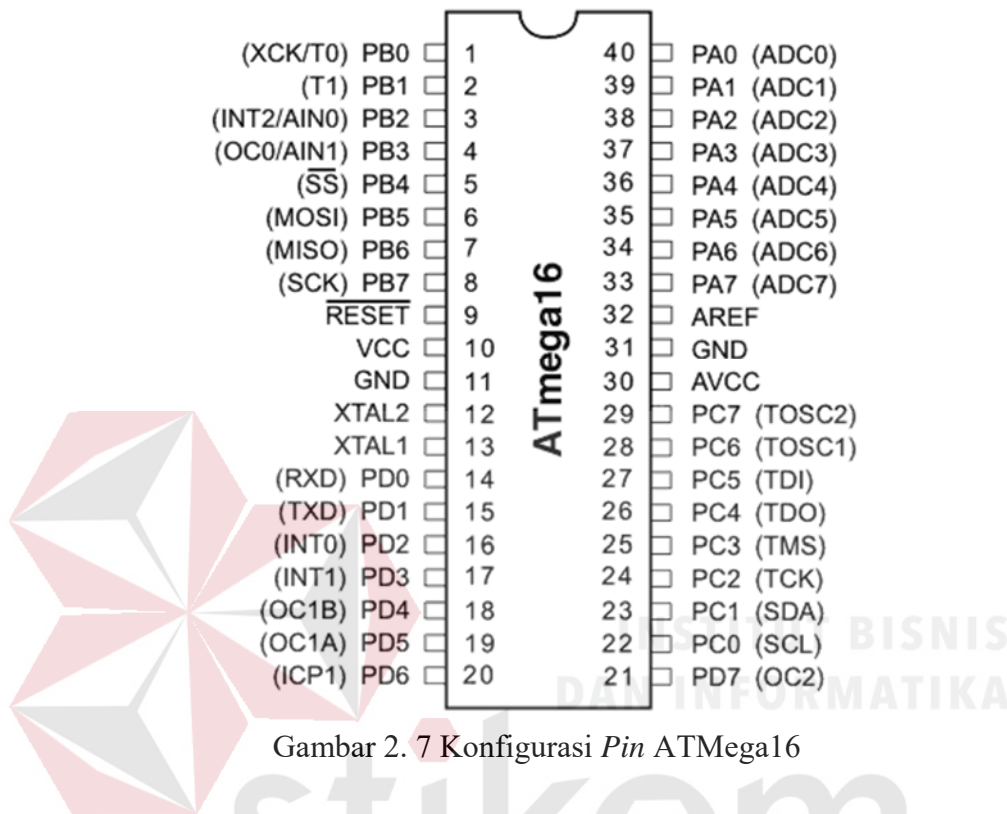 (XCK/T0) PB0 1 40 PA0 (ADC0)
(T1) PB1 2 39 PA1 (ADC1)
(INT2/AIN0) PB2 3 38 PA2 (ADC2)
(OC0/AIN1) PB3 4 37 PA3 (ADC3)
(SS) PB4 5 36 PA4 (ADC4)
(MOSI) PB5 6 35 PA5 (ADC5)
(MISO) PB6 7 34 PA6 (ADC6)
(SCK) PB7 8 33 PA7 (ADC7)
RESET 9 32 AREF
VCC 10 31 GND
GND 11 30 AVCC
XTAL2 12 29 PC7 (TOSC2)
XTAL1 13 28 PC6 (TOSC1)
(RXD) PD0 14 27 PC5 (TDI)
(TXD) PD1 15 26 PC4 (TDO)
(INT0) PD2 16 25 PC3 (TMS)
(INT1) PD3 17 24 PC2 (TCK)
(OC1B) PD4 18 23 PC1 (SDA)
(OC1A) PD5 19 22 PC0 (SCL)
(ICP1) PD6 20 21 PD7 (OC2)
ATmega16
INSTITUT BISNIS
DAN INFORMATIKA
Gambar 2. 7 Konfigurasi Pin ATMega16
stikom